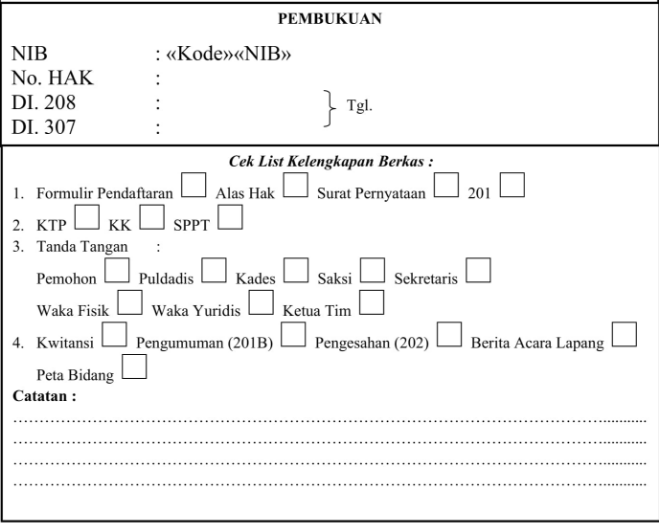 PEMBUKUAN
NIB : «Kode»«NIB»
No. HAK :
DI. 208 : Tgl.
DI. 307 :
Cek List Kelengkapan Berkas :
1. Formulir Pendaftaran Alas Hak Surat Pernyataan 201
2. KTP KK SPPT
3. Tanda Tangan :
Pemohon Puldadis Kades Saksi Sekretaris
Waka Fisik Waka Yuridis Ketua Tim
4. Kwitansi Pengumuman (201B) Pengesahan (202) Berita Acara Lapang
Peta Bidang
Catatan :